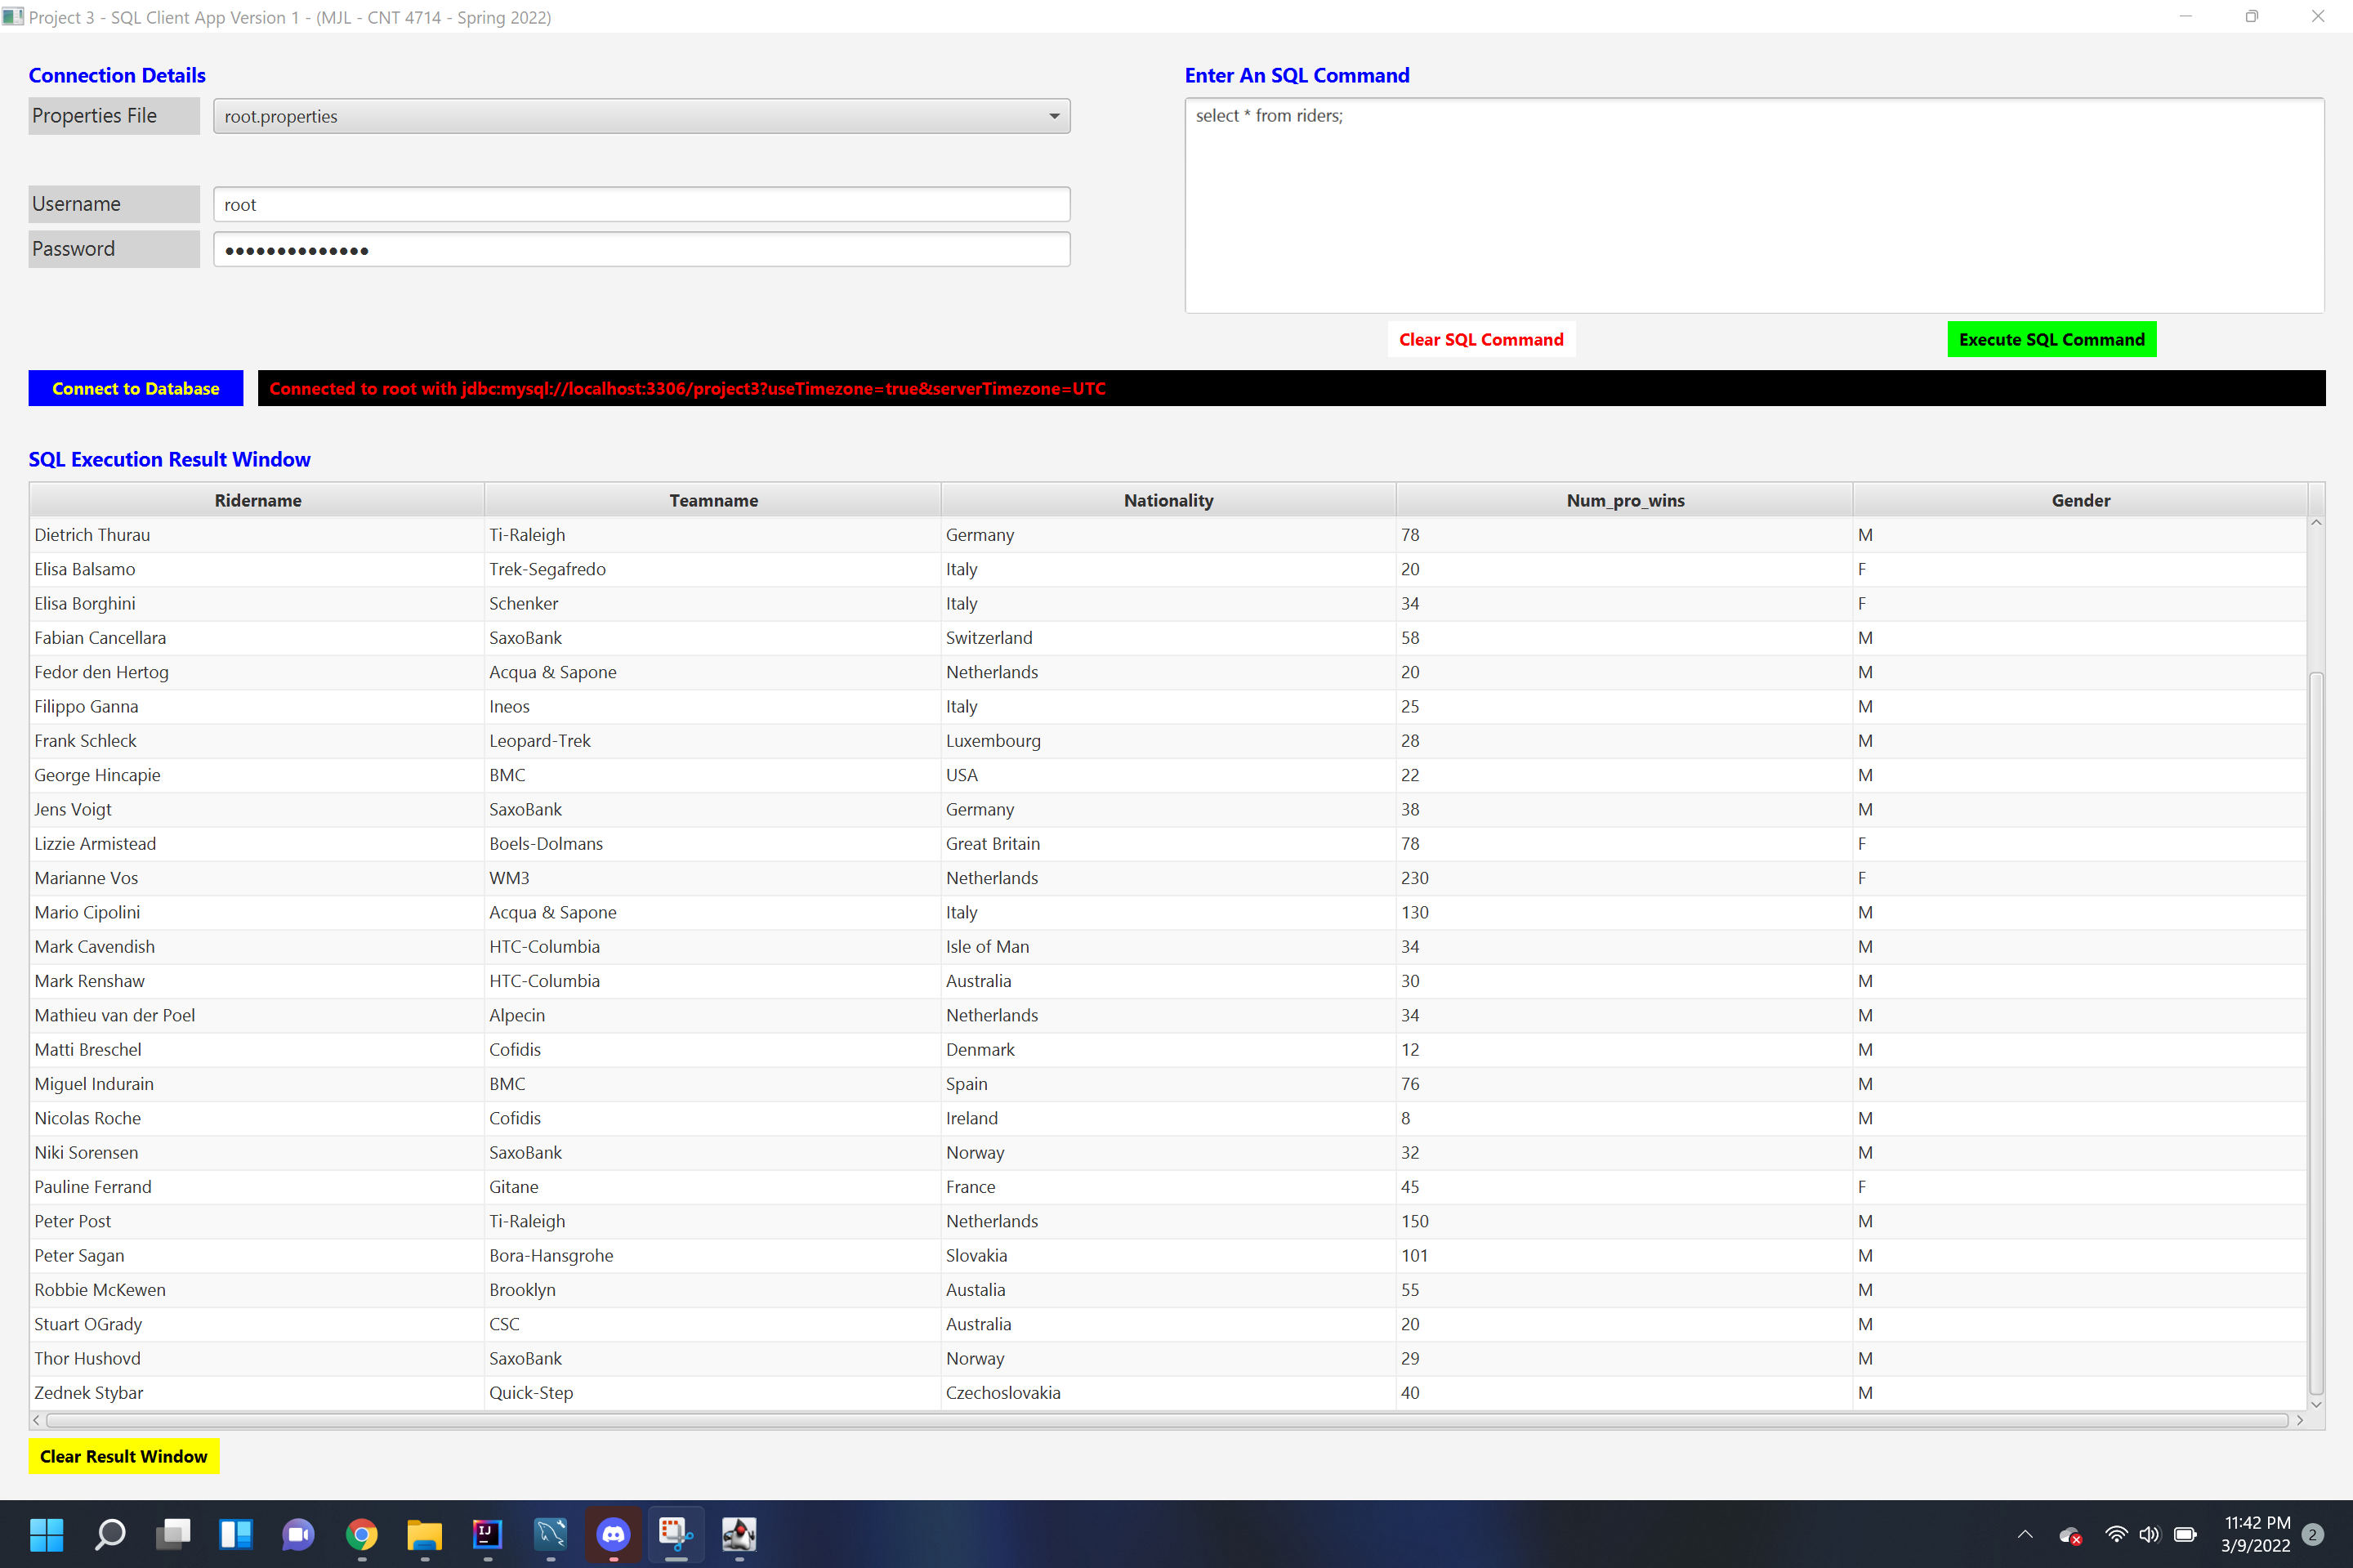 Project 3 - SQL Client App Version 1 - (MJL - CNT 4714 - Spring 2022)
Connection Details
Properties File root.properties
Username root
Password ●●●●●●●●●●●●●●
Enter An SQL Command
select * from riders;
Clear SQL Command Execute SQL Command
Connect to Database Connected to root with jdbc:mysql://localhost:3306/project3?useTimezone=true&serverTimezone=UTC
SQL Execution Result Window
Ridername Teamname Nationality Num_pro_wins Gender
Dietrich Thurau Ti-Raleigh Germany 78 M
Elisa Balsamo Trek-Segafredo Italy 20 F
Elisa Borghini Schenker Italy 34 F
Fabian Cancellara SaxoBank Switzerland 58 M
Fedor den Hertog Acqua & Sapone Netherlands 20 M
Filippo Ganna Ineos Italy 25 M
Frank Schleck Leopard-Trek Luxembourg 28 M
George Hincapie BMC USA 22 M
Jens Voigt SaxoBank Germany 38 M
Lizzie Armistead Boels-Dolmans Great Britain 78 F
Marianne Vos WM3 Netherlands 230 F
Mario Cipolini Acqua & Sapone Italy 130 M
Mark Cavendish HTC-Columbia Isle of Man 34 M
Mark Renshaw HTC-Columbia Australia 30 M
Mathieu van der Poel Alpecin Netherlands 34 M
Matti Breschel Cofidis Denmark 12 M
Miguel Indurain BMC Spain 76 M
Nicolas Roche Cofidis Ireland 8 M
Niki Sorensen SaxoBank Norway 32 M
Pauline Ferrand Gitane France 45 F
Peter Post Ti-Raleigh Netherlands 150 M
Peter Sagan Bora-Hansgrohe Slovakia 101 M
Robbie McKewen Brooklyn Austalia 55 M
Stuart OGrady CSC Australia 20 M
Thor Hushovd SaxoBank Norway 29 M
Zednek Stybar Quick-Step Czechoslovakia 40 M
Clear Result Window
IJ
11:42 PM
3/9/2022
2